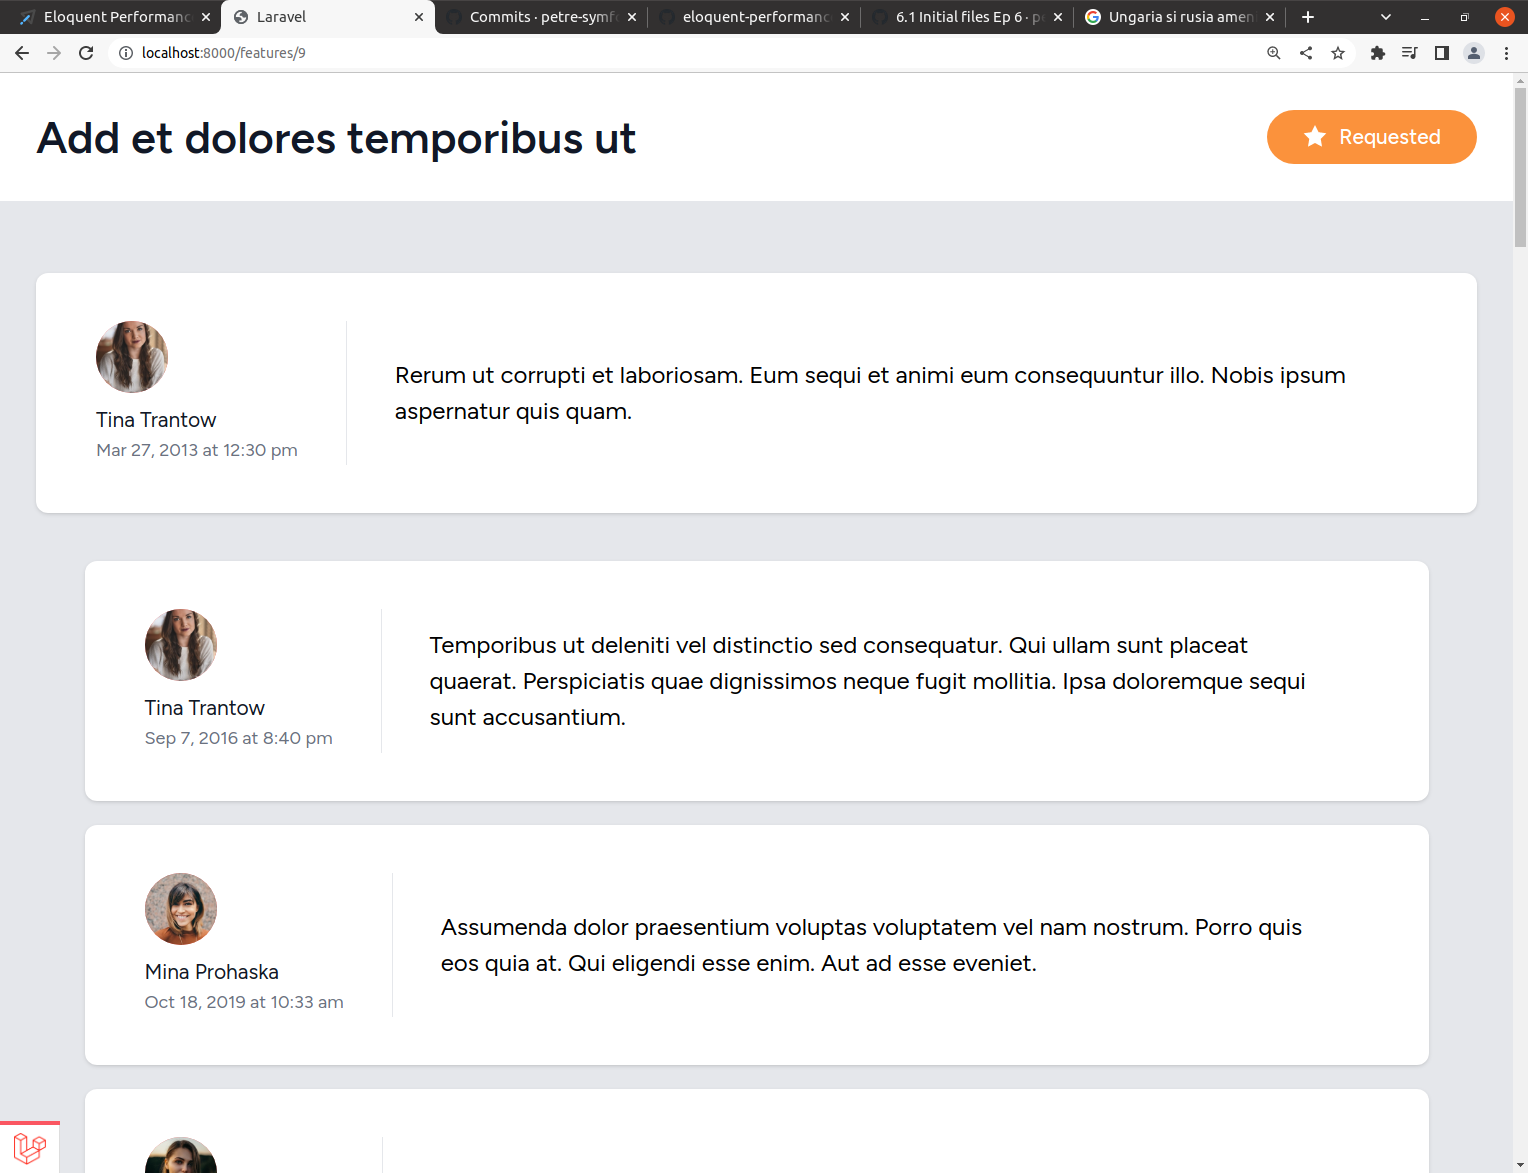 Eloquent Performanc
Laravel
Commits · petre-symf
eloquent-performanc
6.1 Initial files Ep 6 · p
Ungaria si rusia amen
localhost:8000/features/9
Add et dolores temporibus ut
Requested
Tina Trantow
Mar 27, 2013 at 12:30 pm
Rerum ut corrupti et laboriosam. Eum sequi et animi eum consequuntur illo. Nobis ipsum
aspernatur quis quam.
Tina Trantow
Sep 7, 2016 at 8:40 pm
Temporibus ut deleniti vel distinctio sed consequatur. Qui ullam sunt placeat
quaerat. Perspiciatis quae dignissimos neque fugit mollitia. Ipsa doloremque sequi
sunt accusantium.
Mina Prohaska
Oct 18, 2019 at 10:33 am
Assumenda dolor praesentium voluptas voluptatem vel nam nostrum. Porro quis
eos quia at. Qui eligendi esse enim. Aut ad esse eveniet.